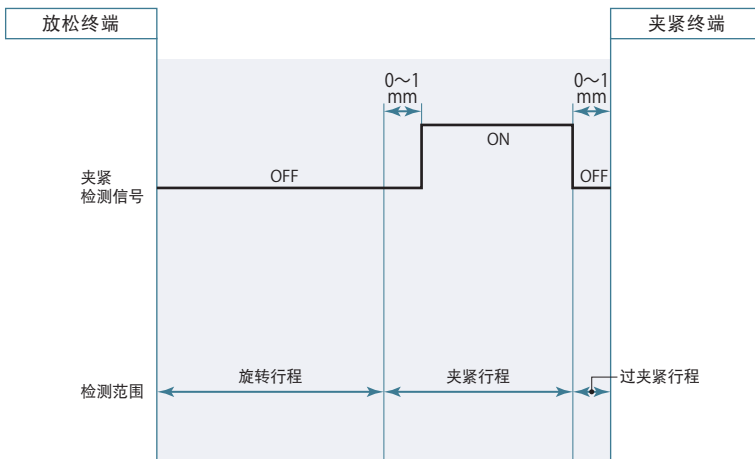 放松终端
夹紧终端
0～1
mm
0～1
mm
ON
夹紧
检测信号
OFF
OFF
检测范围
旋转行程
夹紧行程
过夹紧行程